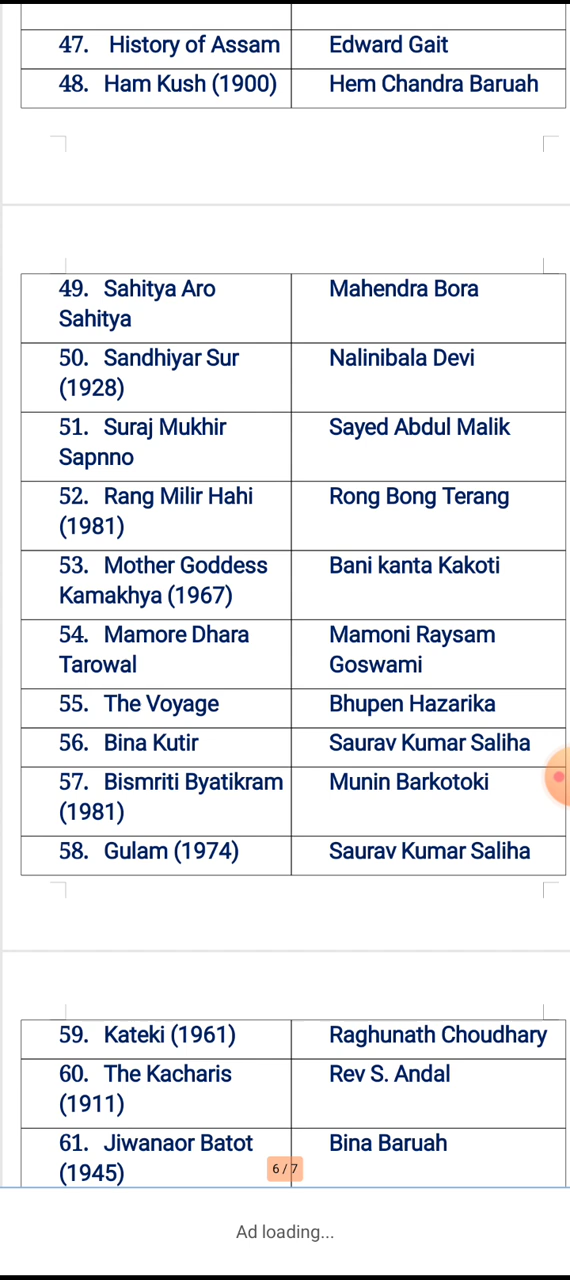 47. History of Assam Edward Gait
48. Ham Kush (1900) Hem Chandra Baruah
49. Sahitya Aro Mahendra Bora
Sahitya
50. Sandhiyar Sur Nalinibala Devi
(1928)
51. Suraj Mukhir Sayed Abdul Malik
Sapnno
52. Rang Milir Hahi Rong Bong Terang
(1981)
53. Mother Goddess Bani kanta Kakoti
Kamakhya (1967)
54. Mamore Dhara Mamoni Raysam
Tarowal Goswami
55. The Voyage Bhupen Hazarika
56. Bina Kutir Saurav Kumar Saliha
57. Bismriti Byatikram Munin Barkotoki
(1981)
58. Gulam (1974) Saurav Kumar Saliha
59. Kateki (1961) Raghunath Choudhary
60. The Kacharis Rev S. Andal
(1911)
61. Jiwanaor Batot Bina Baruah
(1945)
6 / 7
Ad loading...